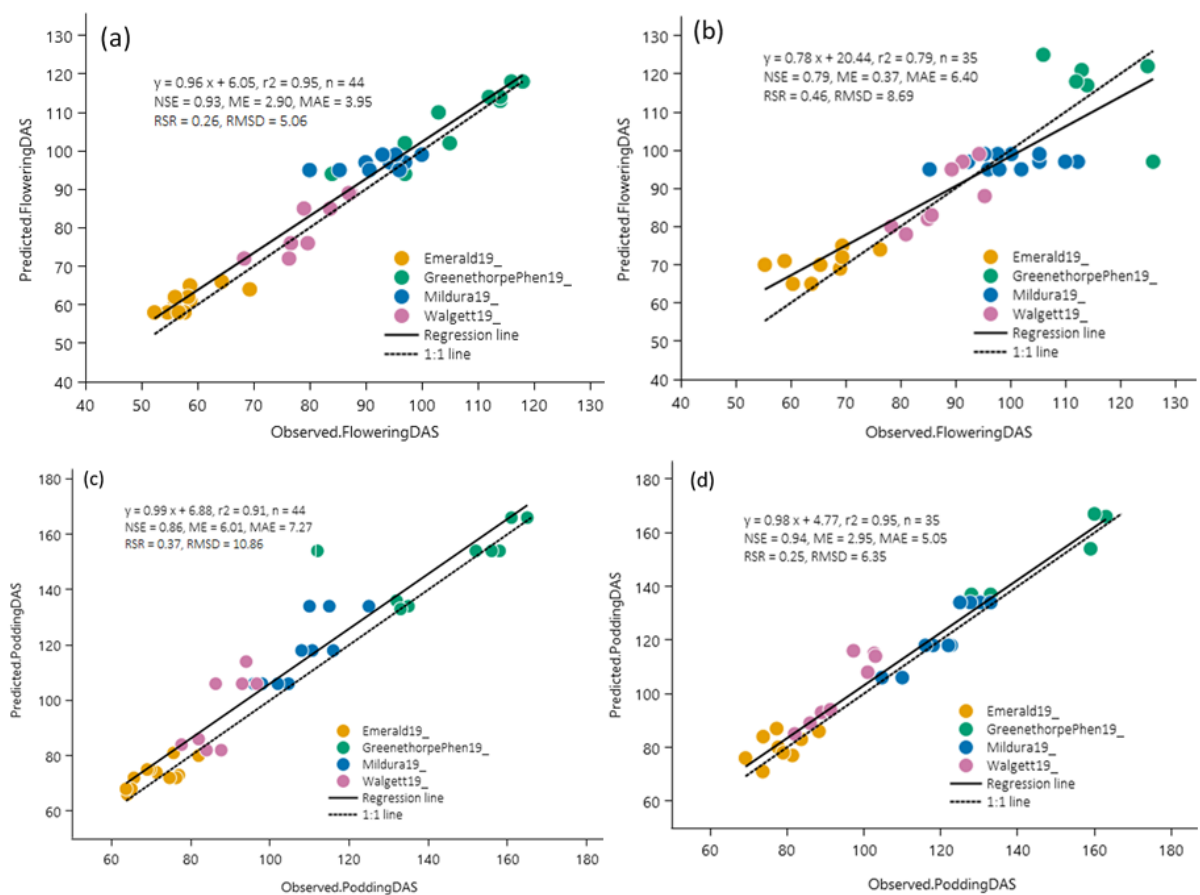 (a)
130
120
110
100
90
80
70
60
50
40
Predicted.FloweringDAS
y = 0.96 x + 6.05, r2 = 0.95, n = 44
NSE = 0.93, ME = 2.90, MAE = 3.95
RSR = 0.26, RMSD = 5.06
Emerald19_
GreenethorpePhen19_
Mildura19_
Walgett19_
Regression line
1:1 line
40 50 60 70 80 90 100 110 120 130
Observed.FloweringDAS
(b)
130
120
110
100
90
80
70
60
50
40
Predicted.FloweringDAS
y = 0.78 x + 20.44, r2 = 0.79, n = 35
NSE = 0.79, ME = 0.37, MAE = 6.40
RSR = 0.46, RMSD = 8.69
Emerald19_
GreenethorpePhen19_
Mildura19_
Walgett19_
Regression line
1:1 line
40 50 60 70 80 90 100 110 120 130
Observed.FloweringDAS
(c)
180
160
140
120
100
80
60
Predicted.PoddingDAS
y = 0.99 x + 6.88, r2 = 0.91, n = 44
NSE = 0.86, ME = 6.01, MAE = 7.27
RSR = 0.37, RMSD = 10.86
Emerald19_
GreenethorpePhen19_
Mildura19_
Walgett19_
Regression line
1:1 line
60 80 100 120 140 160 180
Observed.PoddingDAS
(d)
180
160
140
120
100
80
60
Predicted.PoddingDAS
y = 0.98 x + 4.77, r2 = 0.95, n = 35
NSE = 0.94, ME = 2.95, MAE = 5.05
RSR = 0.25, RMSD = 6.35
Emerald19_
GreenethorpePhen19_
Mildura19_
Walgett19_
Regression line
1:1 line
60 80 100 120 140 160 180
Observed.PoddingDAS